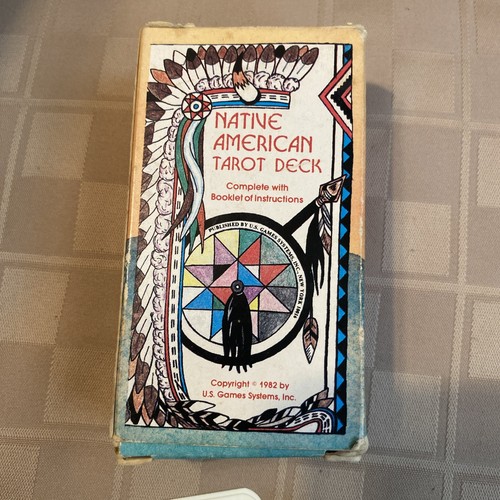 NATIVE
AMERICAN
TAROT DECK
Complete with
Booklet of Instructions
PUBLISHED BY U.S. GAMES SYSTEMS, INC. NEW YORK 10016
Copyright © 1982 by
U.S. Games Systems, Inc.